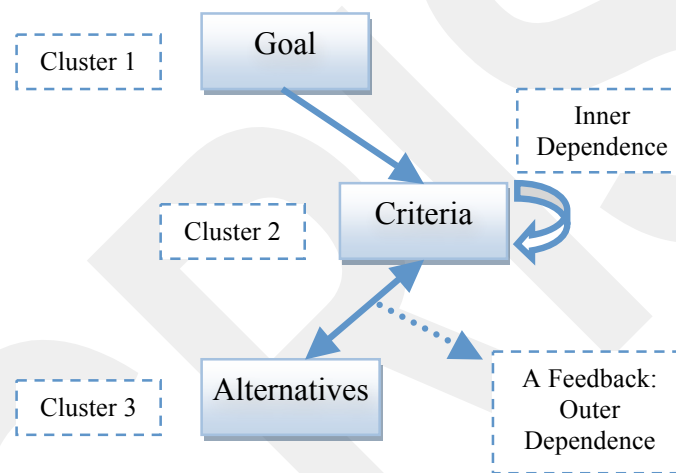 Goal
Cluster 1
Inner
Dependence
Criteria
Cluster 2
Alternatives
Cluster 3
A Feedback:
Outer
Dependence